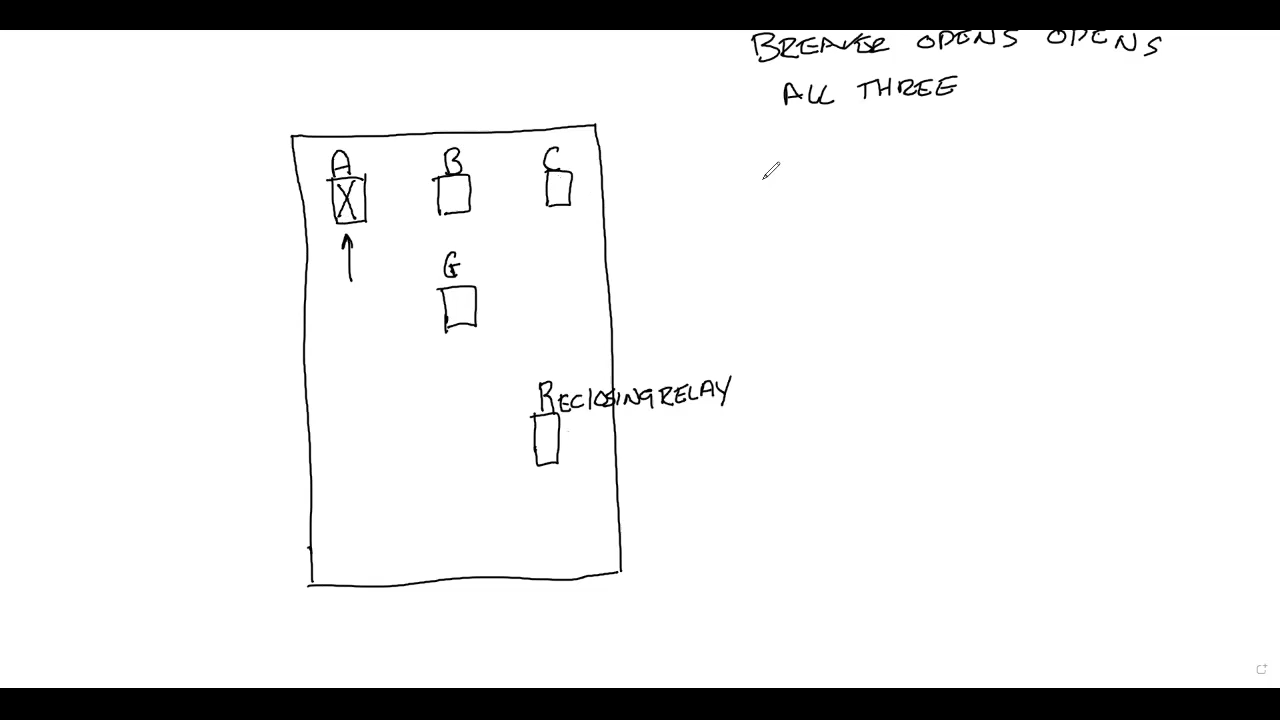 BREAKER OPENS OPENS
ALL THREE
A B C
X
G
RECLOSING RELAY